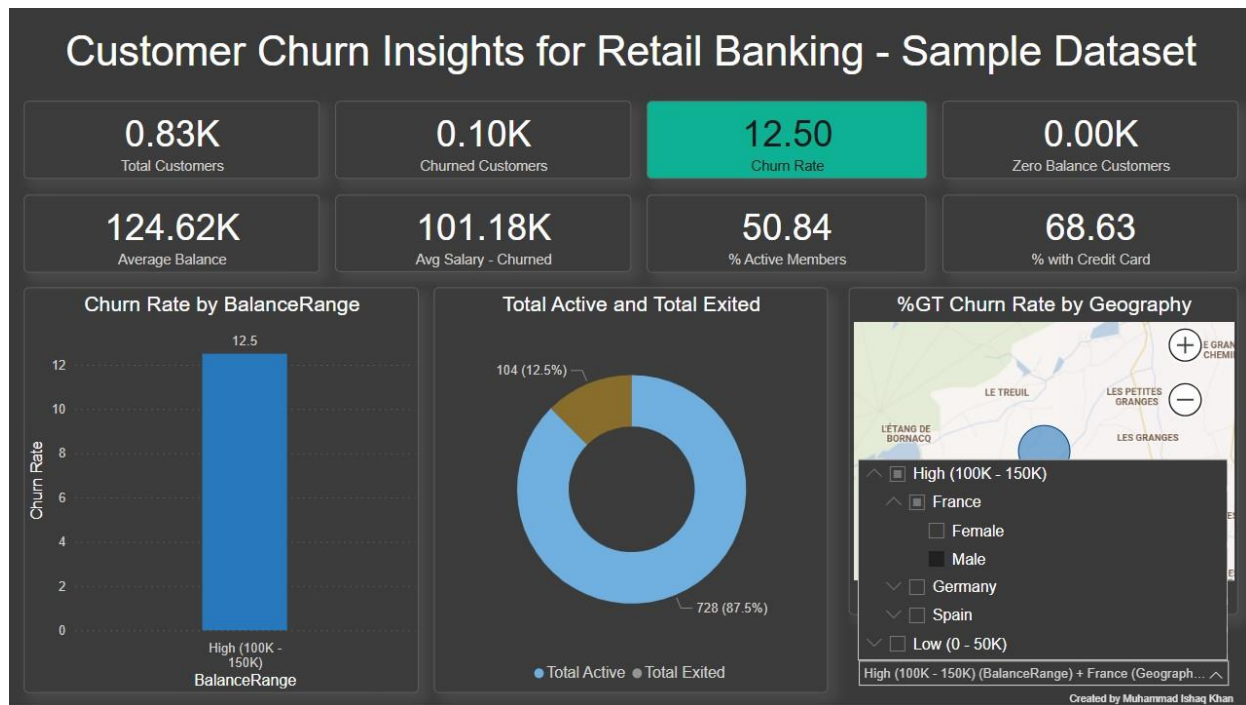 Customer Churn Insights for Retail Banking - Sample Dataset
0.83K
Total Customers
0.10K
Churned Customers
12.50
Churn Rate
0.00K
Zero Balance Customers
124.62K
Average Balance
101.18K
Avg Salary - Churned
50.84
% Active Members
68.63
% with Credit Card
Churn Rate by BalanceRange
12.5
12
10
8
6
4
2
0
Churn Rate
High (100K -
150K)
BalanceRange
Total Active and Total Exited
104 (12.5%)
728 (87.5%)
Total Active
Total Exited
%GT Churn Rate by Geography
E GRAN
CHEMI
LE TREUIL
LES PETITES
GRANGES
L'ÉTANG DE
BORNACQ
LES GRANGES
High (100K - 150K)
France
Female
Male
Germany
Spain
Low (0 - 50K)
High (100K - 150K) (BalanceRange) + France (Geograph...
Created by Muhammad Ishaq Khan